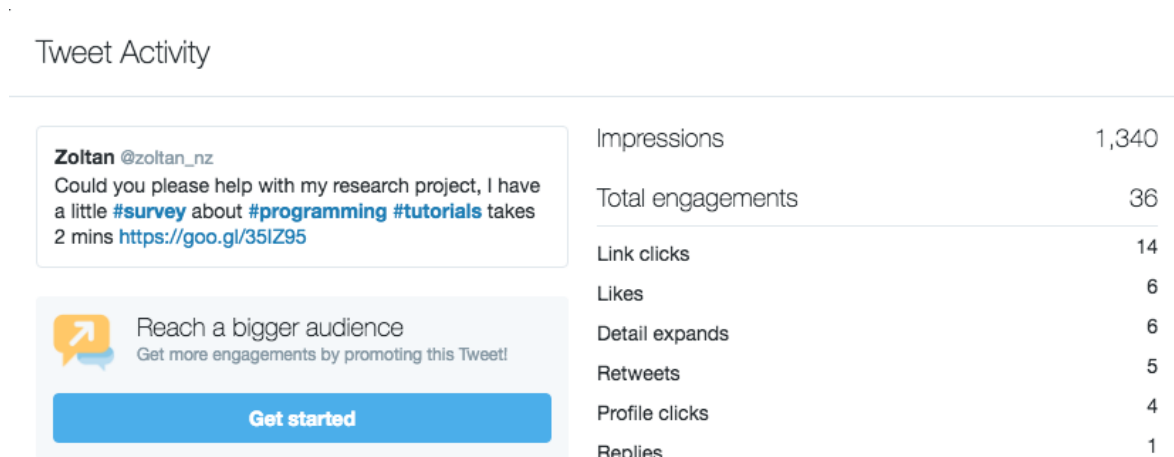 Tweet Activity
Zoltan @zoltan_nz
Could you please help with my research project, I have
a little #survey about #programming #tutorials takes
2 mins https://goo.gl/35IZ95
Reach a bigger audience
Get more engagements by promoting this Tweet!
Get started
Impressions 1,340
Total engagements 36
Link clicks 14
Likes 6
Detail expands 6
Retweets 5
Profile clicks 4
Replies 1